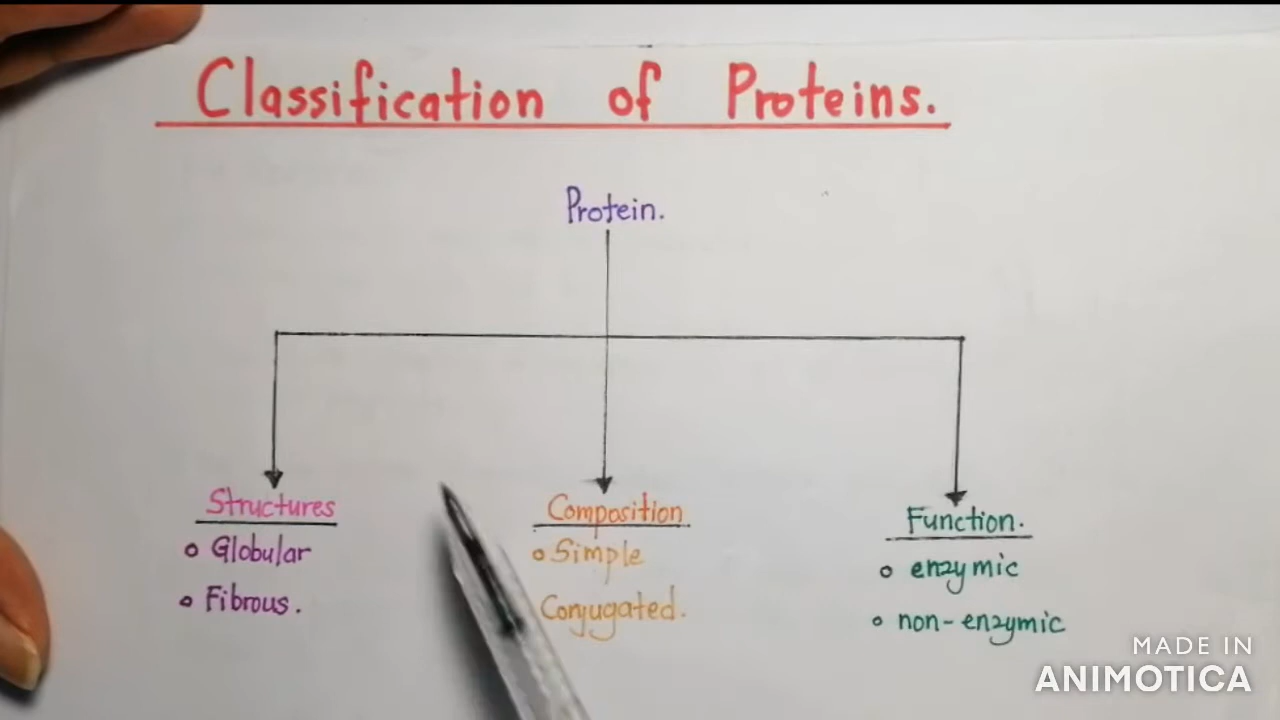 Classification of Proteins.
Protein.
Structures
Globular
Fibrous.
Composition
Simple
Conjugated.
Function.
enzymic
non-enzymic
MADE IN
ANIMOTICA